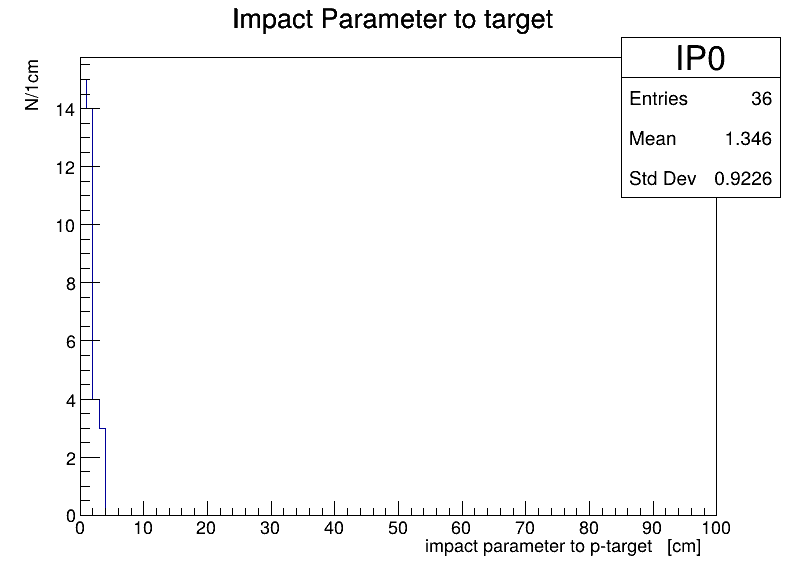 Impact Parameter to target
IP0
Entries 36
Mean 1.346
Std Dev 0.9226
N/1cm
14
12
10
8
6
4
2
0
0 10 20 30 40 50 60 70 80 90 100
impact parameter to p-target [cm]